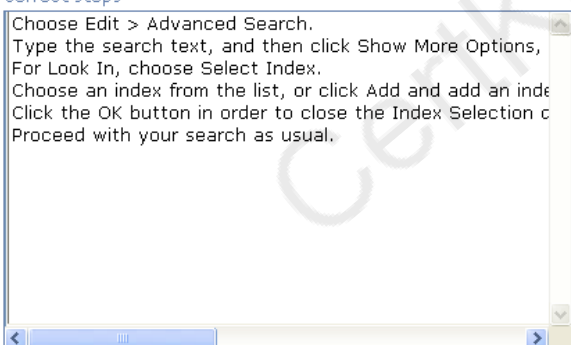 Choose Edit > Advanced Search.
Type the search text, and then click Show More Options,
For Look In, choose Select Index.
Choose an index from the list, or click Add and add an
Click the OK button in order to close the Index Selection
Proceed with your search as usual.